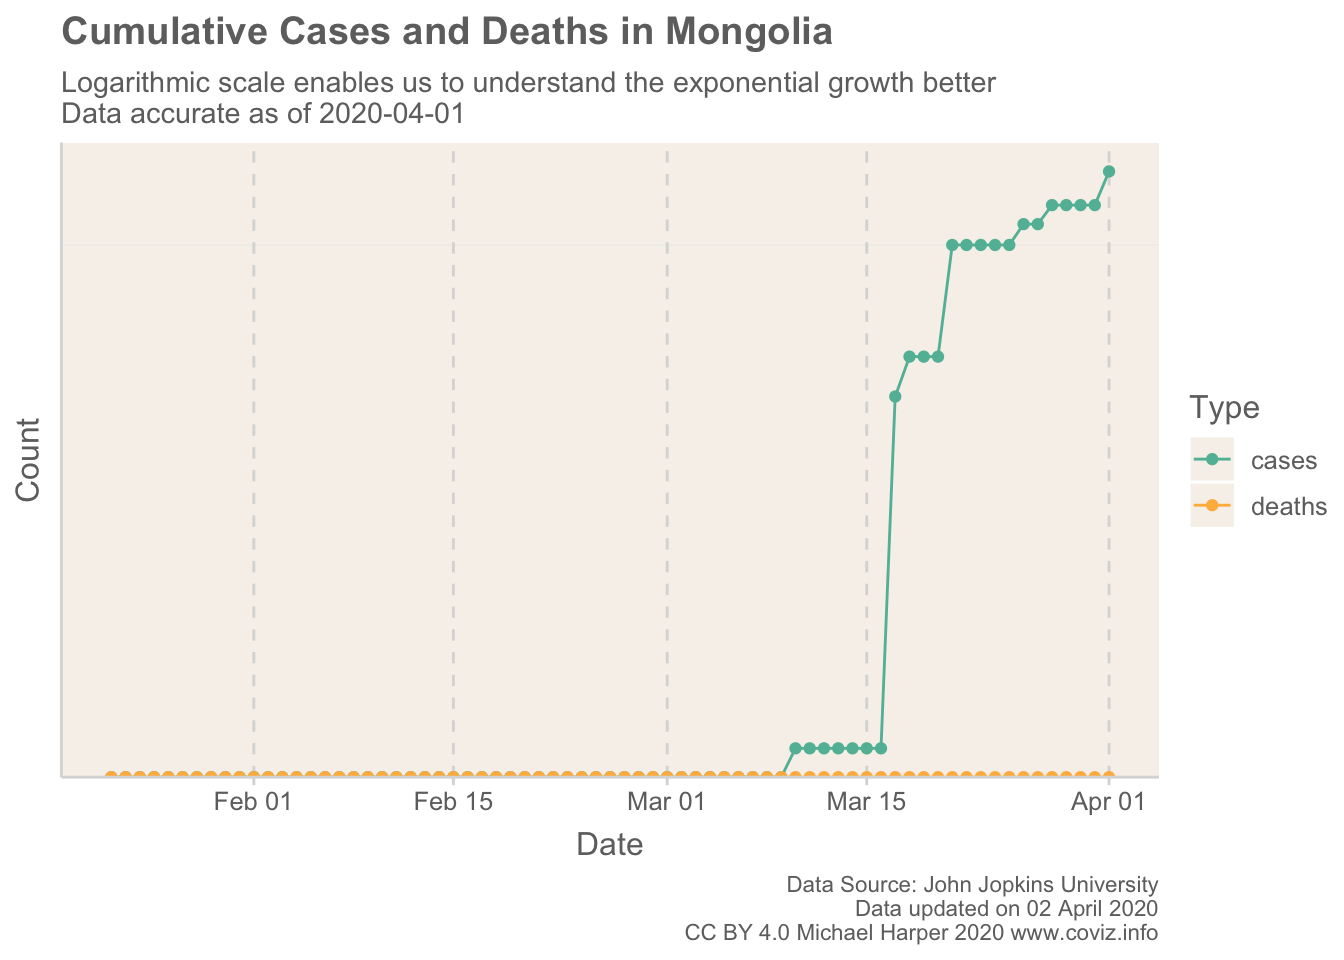 Cumulative Cases and Deaths in Mongolia
Logarithmic scale enables us to understand the exponential growth better
Data accurate as of 2020-04-01
Count
Type
cases
deaths
Feb 01
Feb 15
Mar 01
Mar 15
Apr 01
Date
Data Source: John Jopkins University
Data updated on 02 April 2020
CC BY 4.0 Michael Harper 2020 www.coviz.info